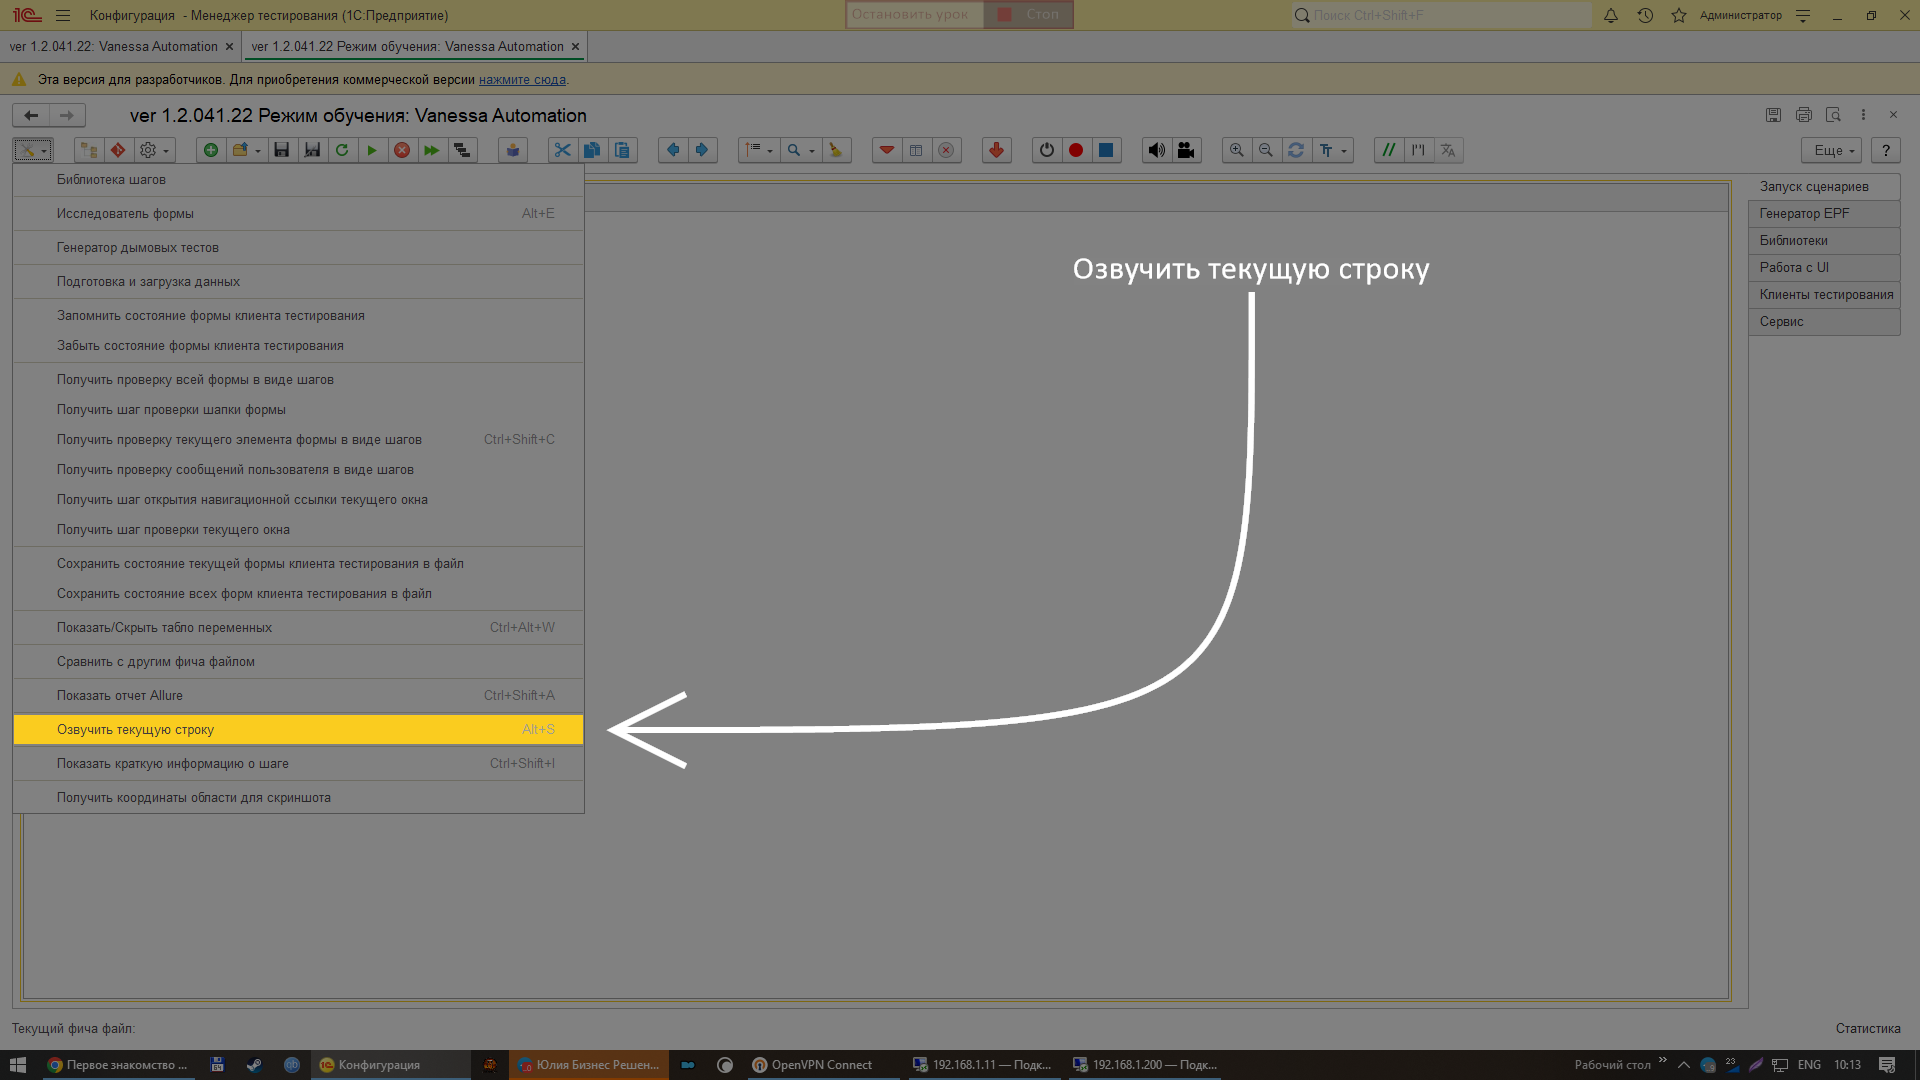 Конфигурация - Менеджер тестирования (1С:Предприятие)
Остановить урок
Стоп
Поиск Ctrl+Shift+F
Администратор
ver 1.2.041.22: Vanessa Automation
ver 1.2.041.22 Режим обучения: Vanessa Automation
Эта версия для разработчиков. Для приобретения коммерческой версии нажмите сюда.
ver 1.2.041.22 Режим обучения: Vanessa Automation
Еще
?
Библиотека шагов
Исследователь формы Alt+E
Генератор дымовых тестов
Подготовка и загрузка данных
Запомнить состояние формы клиента тестирования
Забыть состояние формы клиента тестирования
Получить проверку всей формы в виде шагов
Получить шаг проверки шапки формы
Получить проверку текущего элемента формы в виде шагов Ctrl+Shift+C
Получить проверку сообщений пользователя в виде шагов
Получить шаг открытия навигационной ссылки текущего окна
Получить шаг проверки текущего окна
Сохранить состояние текущей формы клиента тестирования в файл
Сохранить состояние всех форм клиента тестирования в файл
Показать/Скрыть табло переменных Ctrl+Alt+W
Сравнить с другим фича файлом
Показать отчет Allure Ctrl+Shift+A
Озвучить текущую строку Alt+S
Показать краткую информацию о шаге Ctrl+Shift+I
Получить координаты области для скриншота
Озвучить текущую строку
Запуск сценариев
Генератор EPF
Библиотеки
Работа с UI
Клиенты тестирования
Сервис
Текущий фича файл:
Статистика
Первое знакомство ...
Конфигурация
Юлия Бизнес Решен...
OpenVPN Connect
192.168.1.11 — Подк...
192.168.1.200 — Подк...
Рабочий стол
23
ENG
10:13